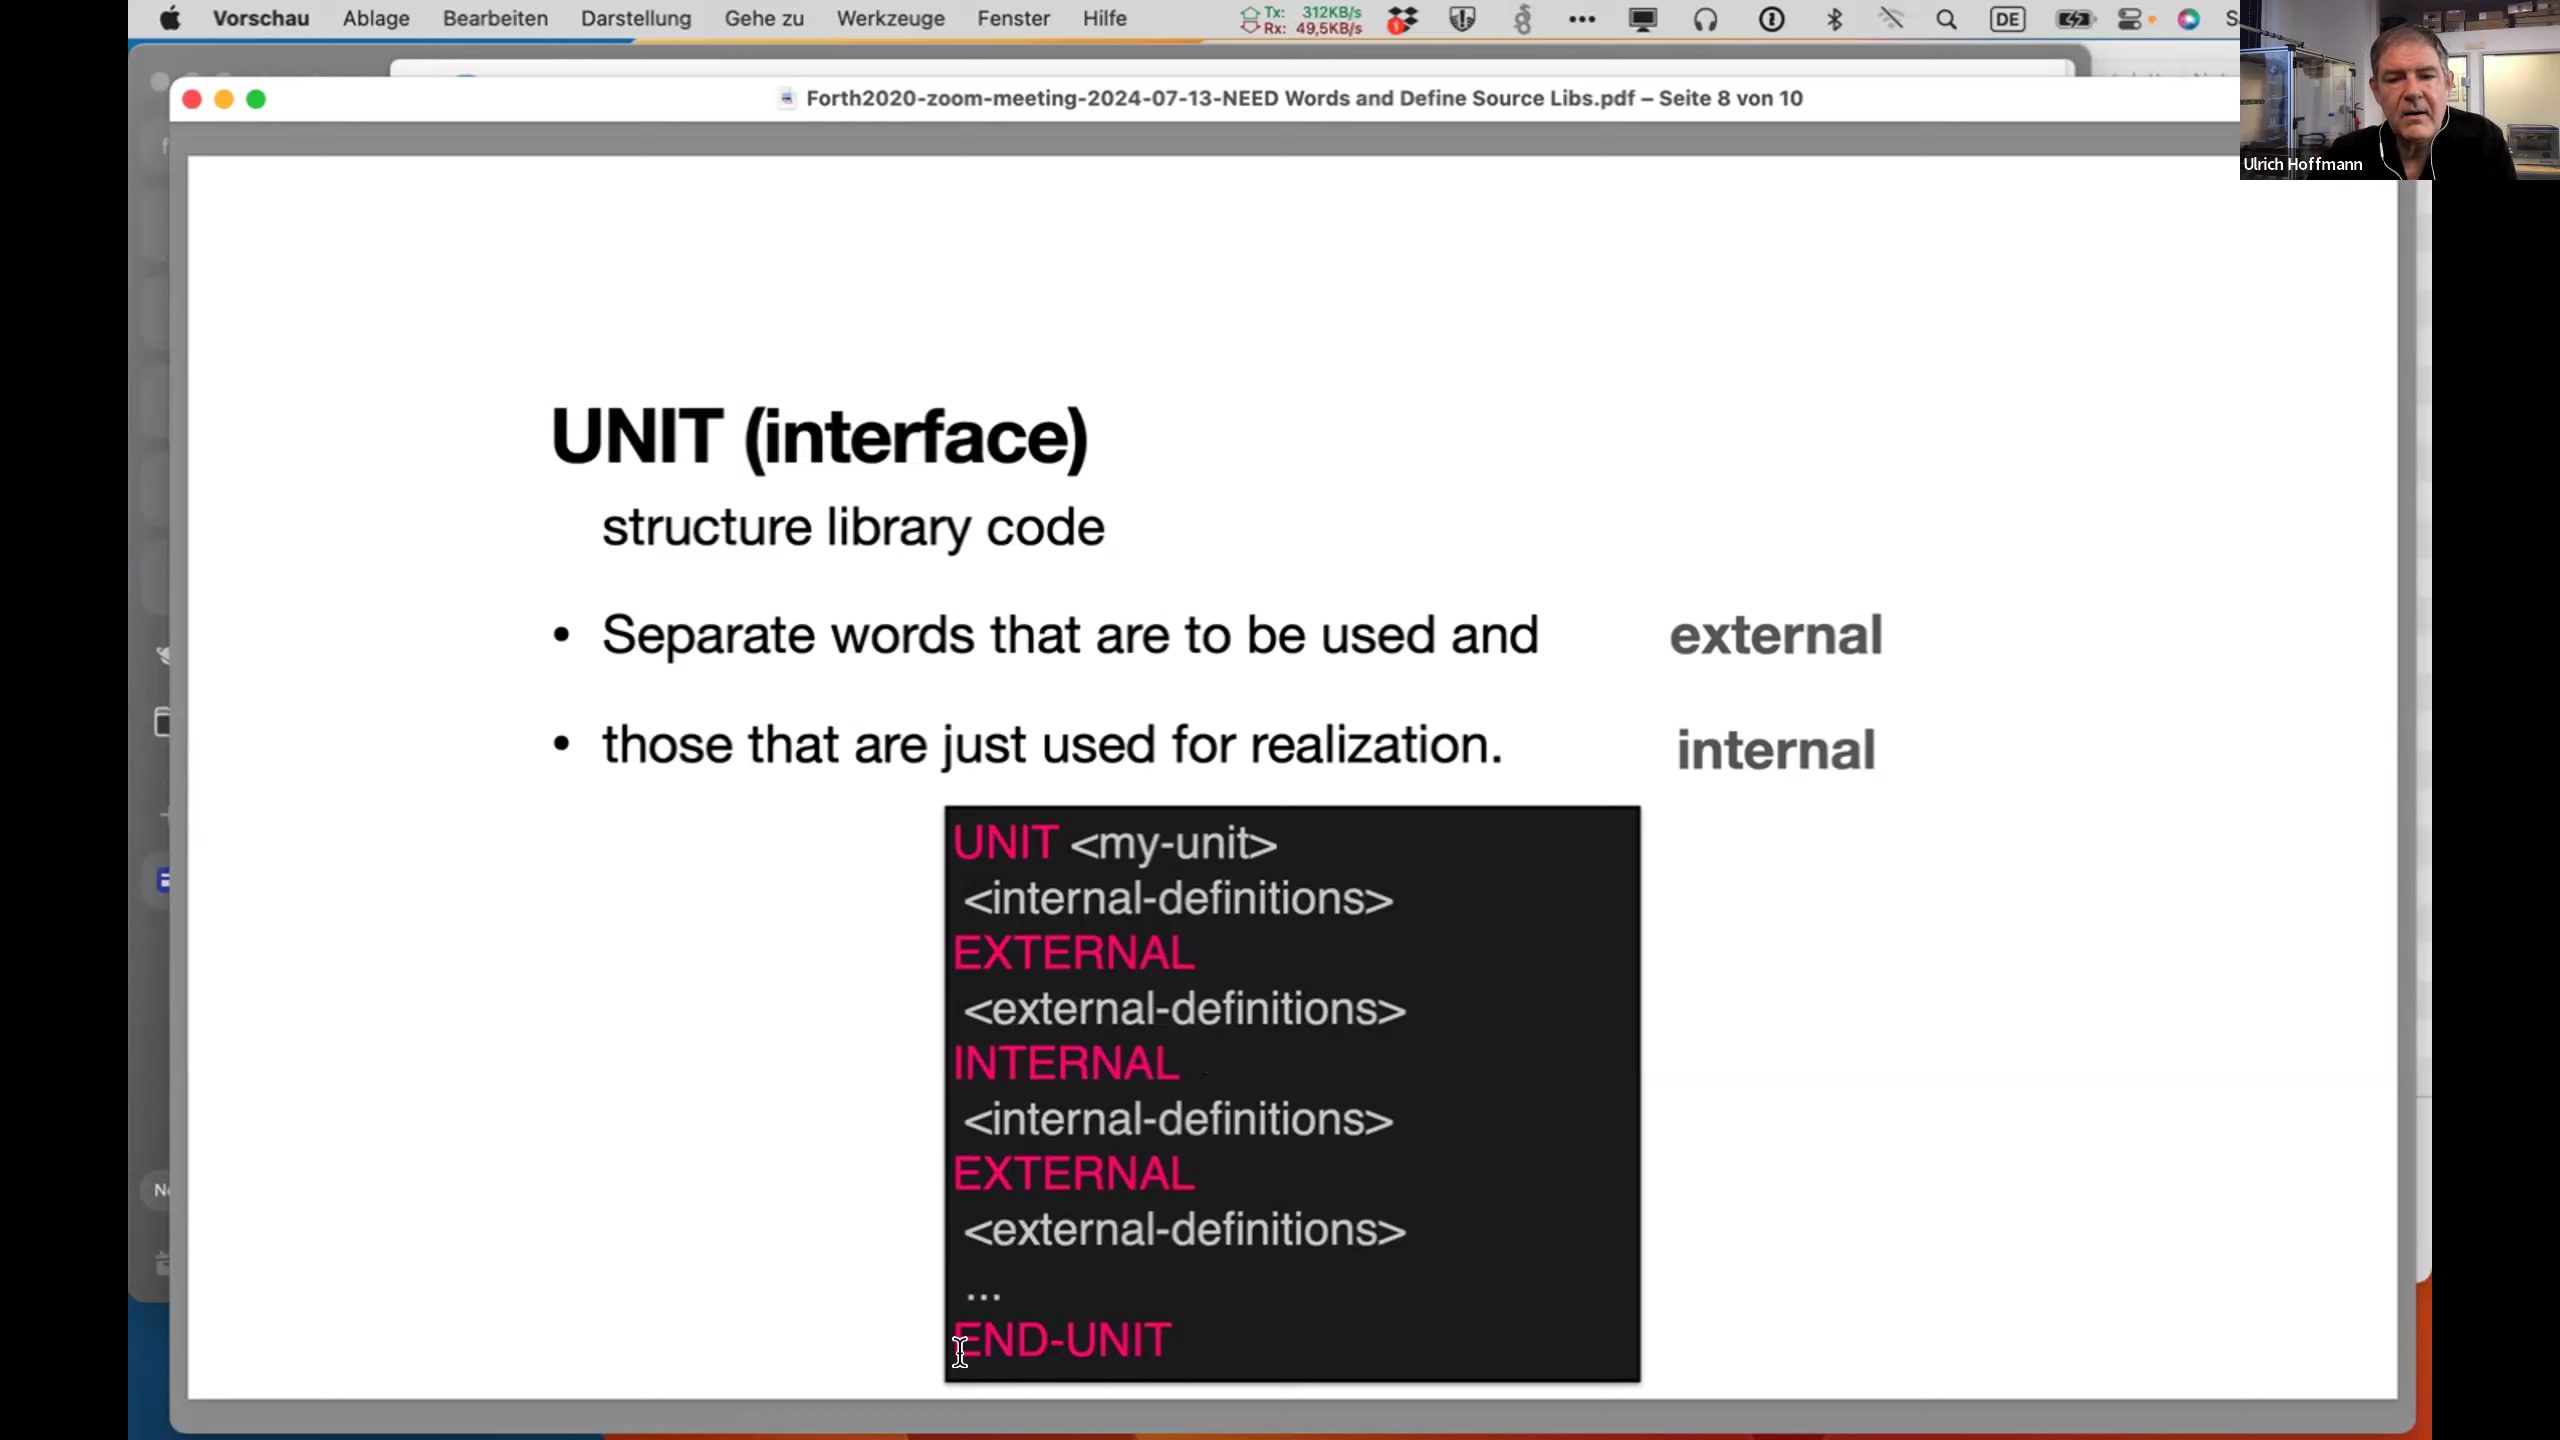 Vorschau Ablage Bearbeiten Darstellung Gehe zu Werkzeuge Fenster Hilfe Tx: 312KB/s Rx: 49,5KB/s 1 DE
Forth2020-zoom-meeting-2024-07-13-NEED Words and Define Source Libs.pdf – Seite 8 von 10
Ulrich Hoffmann
UNIT (interface)
structure library code
• Separate words that are to be used and external
• those that are just used for realization. internal
UNIT <my-unit>
<internal-definitions>
EXTERNAL
<external-definitions>
INTERNAL
<internal-definitions>
EXTERNAL
<external-definitions>
...
END-UNIT